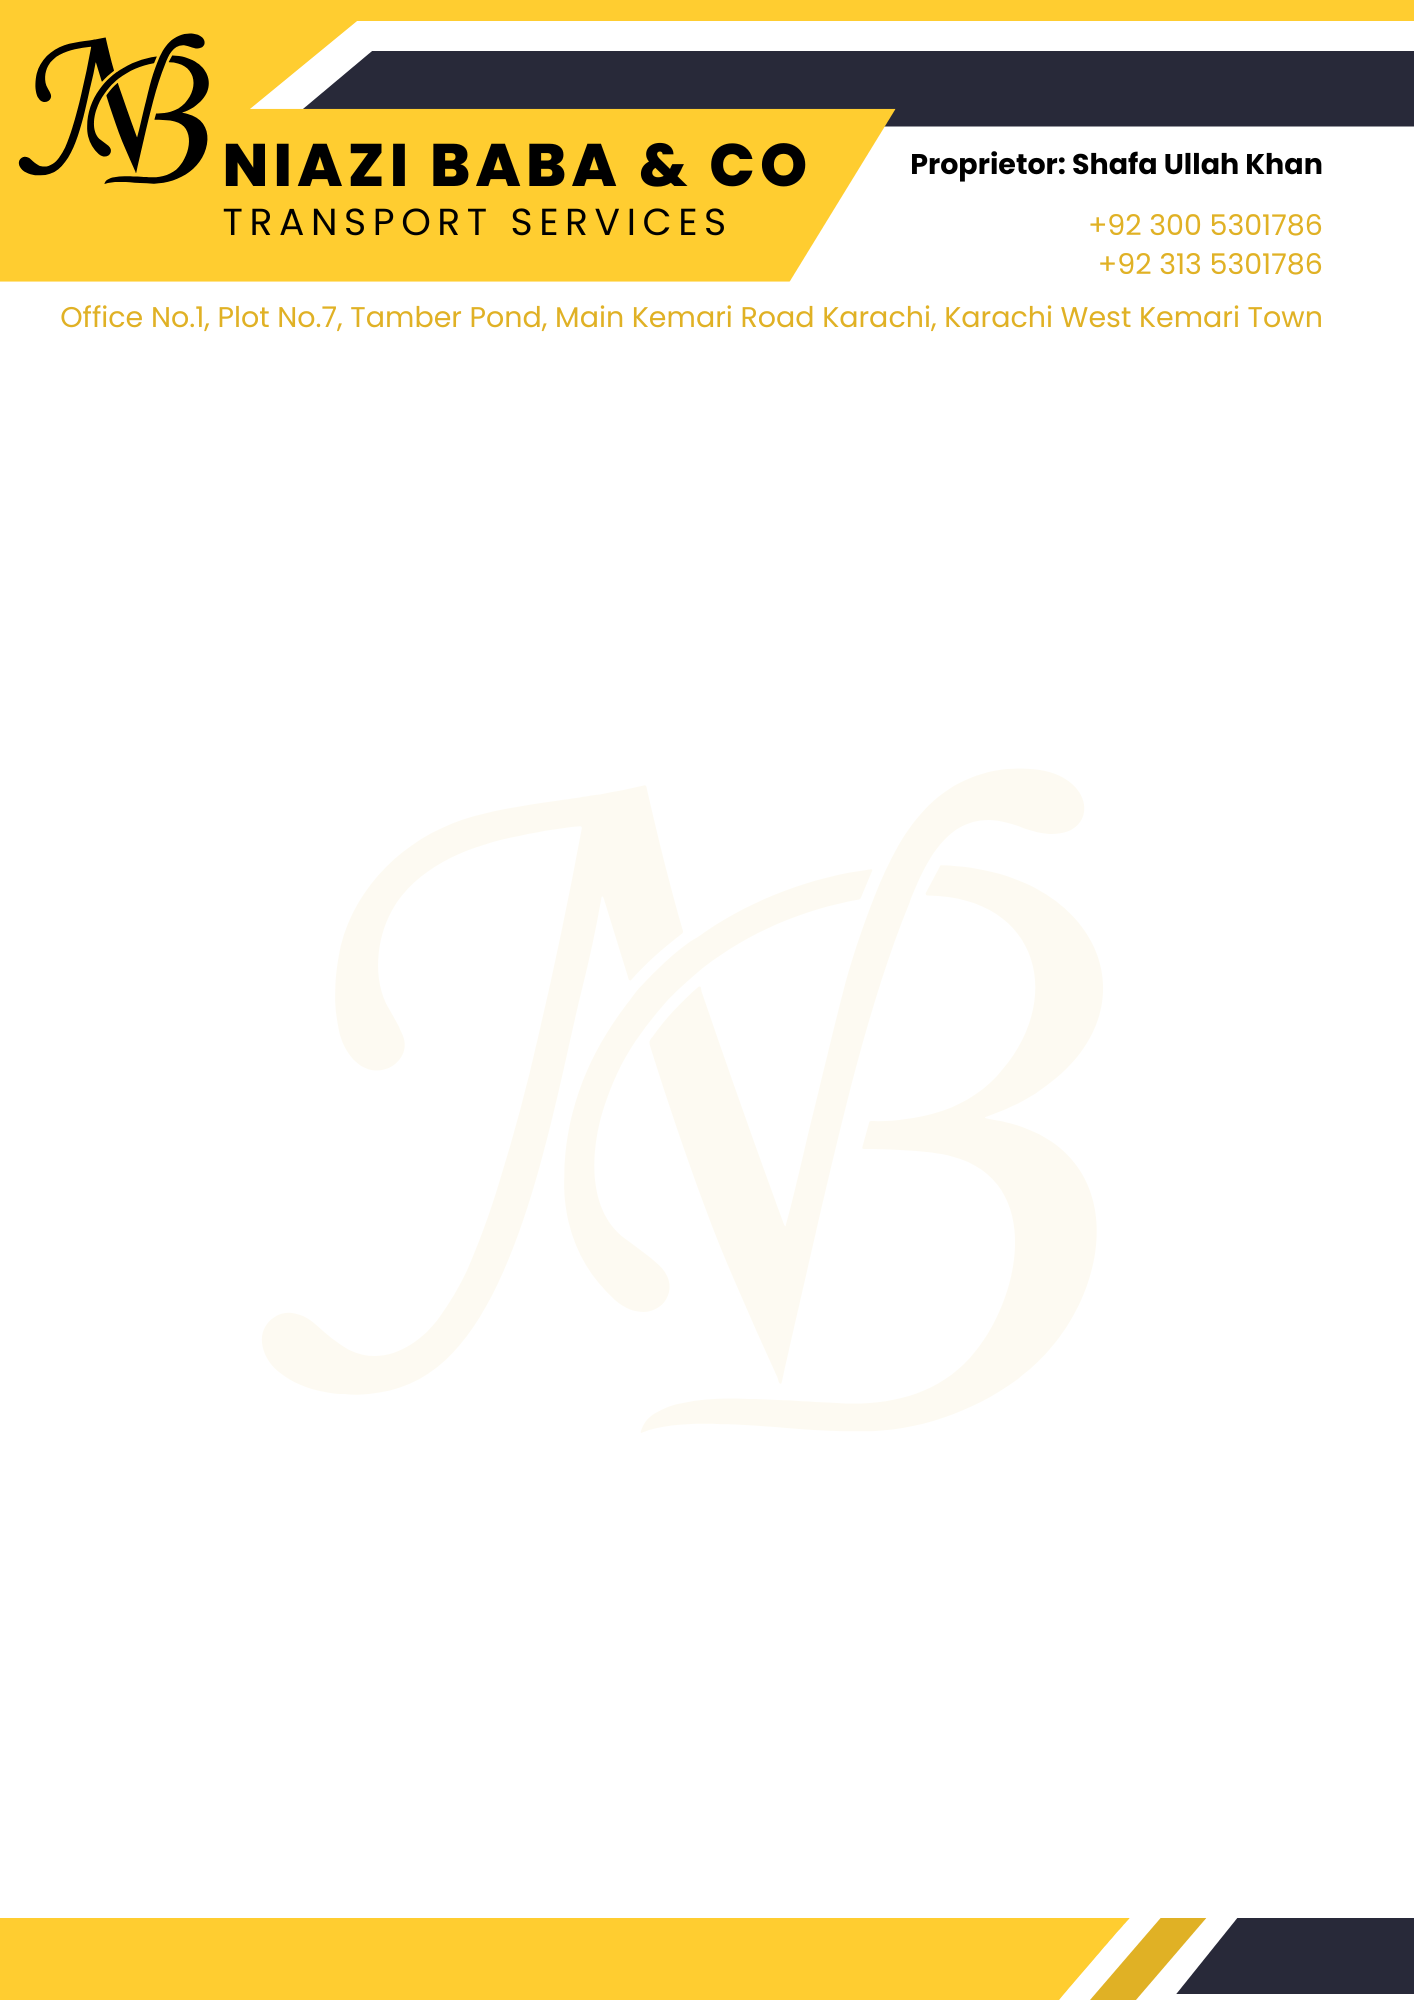 NB
NIAZI BABA & CO
TRANSPORT SERVICES
Proprietor: Shafa Ullah Khan
+92 300 5301786
+92 313 5301786
Office No.1, Plot No.7, Tamber Pond, Main Kemari Road Karachi, Karachi West Kemari Town
NB